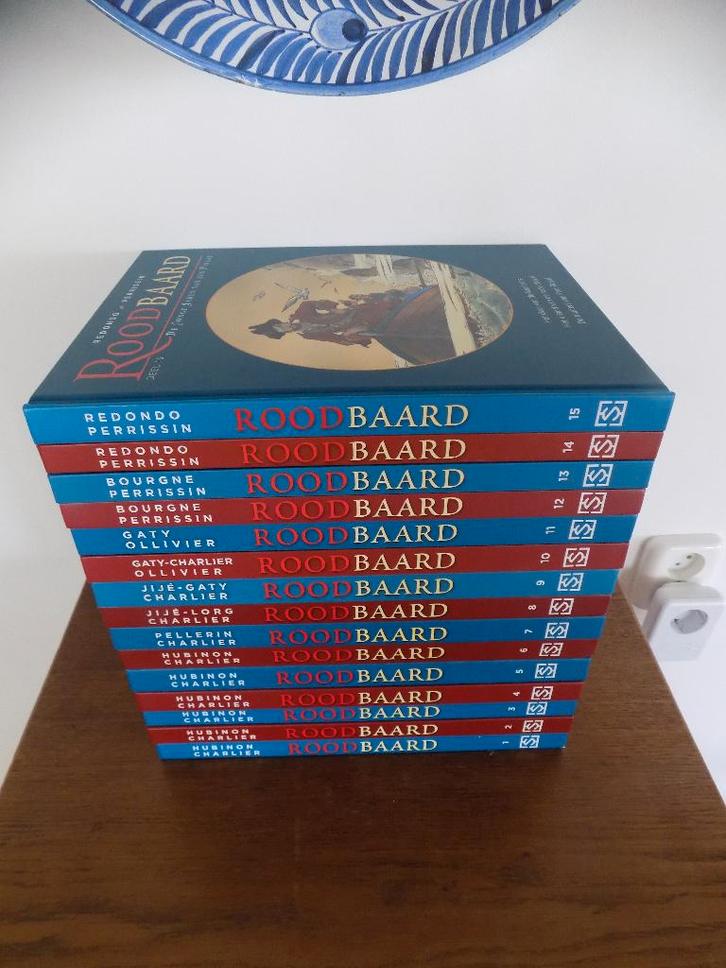 REDONDO PERRISSIN
ROODBAARD
REDONDO
PERRISSIN
ROODBAARD
15
REDONDO
PERRISSIN
ROODBAARD
14
BOURGNE
PERRISSIN
ROODBAARD
13
BOURGNE
PERRISSIN
ROODBAARD
12
GATY
OLLIVIER
ROODBAARD
11
GATY-CHARLIER
OLLIVIER
ROODBAARD
10
JIJÉ-GATY
CHARLIER
ROODBAARD
9
JIJÉ-LORG
CHARLIER
ROODBAARD
8
PELLERIN
CHARLIER
ROODBAARD
7
HUBINON
CHARLIER
ROODBAARD
6
HUBINON
CHARLIER
ROODBAARD
5
HUBINON
CHARLIER
ROODBAARD
4
HUBINON
CHARLIER
ROODBAARD
3
HUBINON
CHARLIER
ROODBAARD
2
HUBINON
CHARLIER
ROODBAARD
1